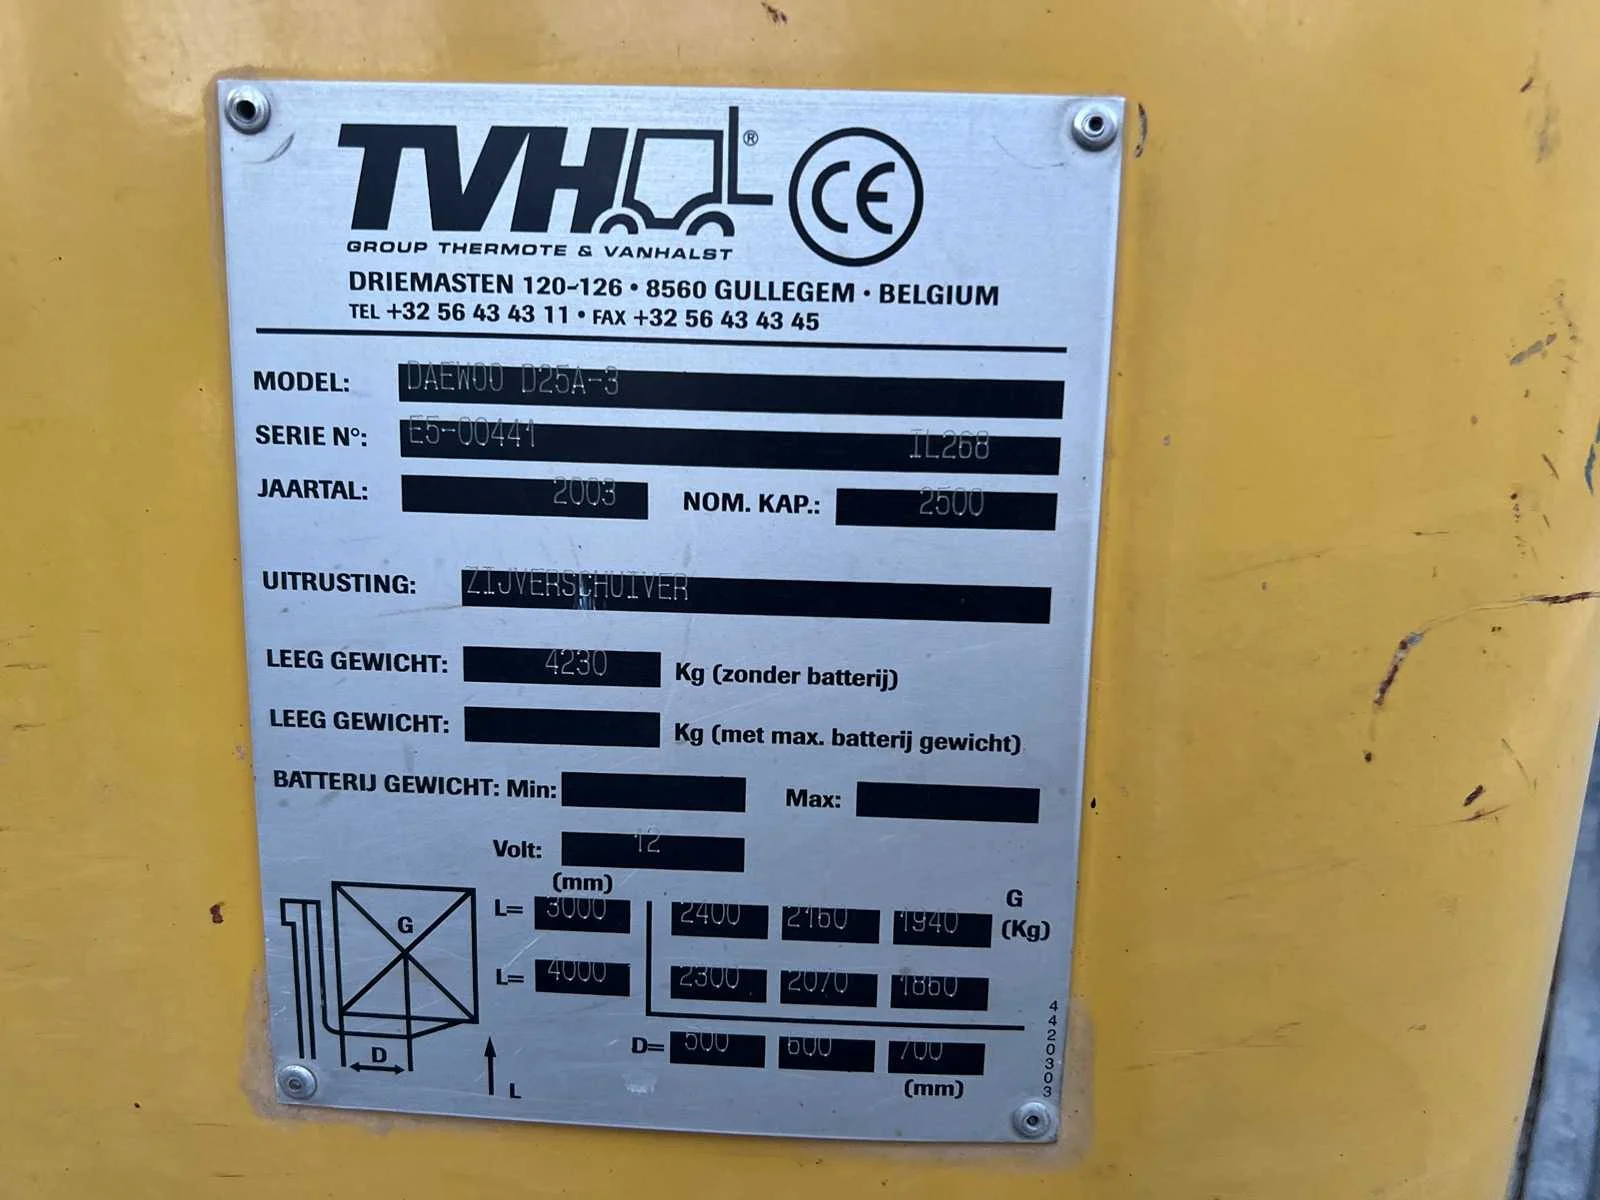 TVH ® CE
GROUP THERMOTE & VANHALST
DRIEMASTEN 120-126 • 8560 GULLEGEM • BELGIUM
TEL +32 56 43 43 11 • FAX +32 56 43 43 45
MODEL: DAEWOO D25A-3
SERIE N°: E5-00441 IL268
JAARTAL: 2003 NOM. KAP.: 2500
UITRUSTING: ZIJVERSCHUIVER
LEEG GEWICHT: 4230 Kg (zonder batterij)
LEEG GEWICHT: Kg (met max. batterij gewicht)
BATTERIJ GEWICHT: Min: Max:
Volt: 12
(mm) G
L= 3000 2400 2160 1940 (Kg)
G
L= 4000 2300 2070 1860
D= 500 600 700
(mm)
D
L
4420303